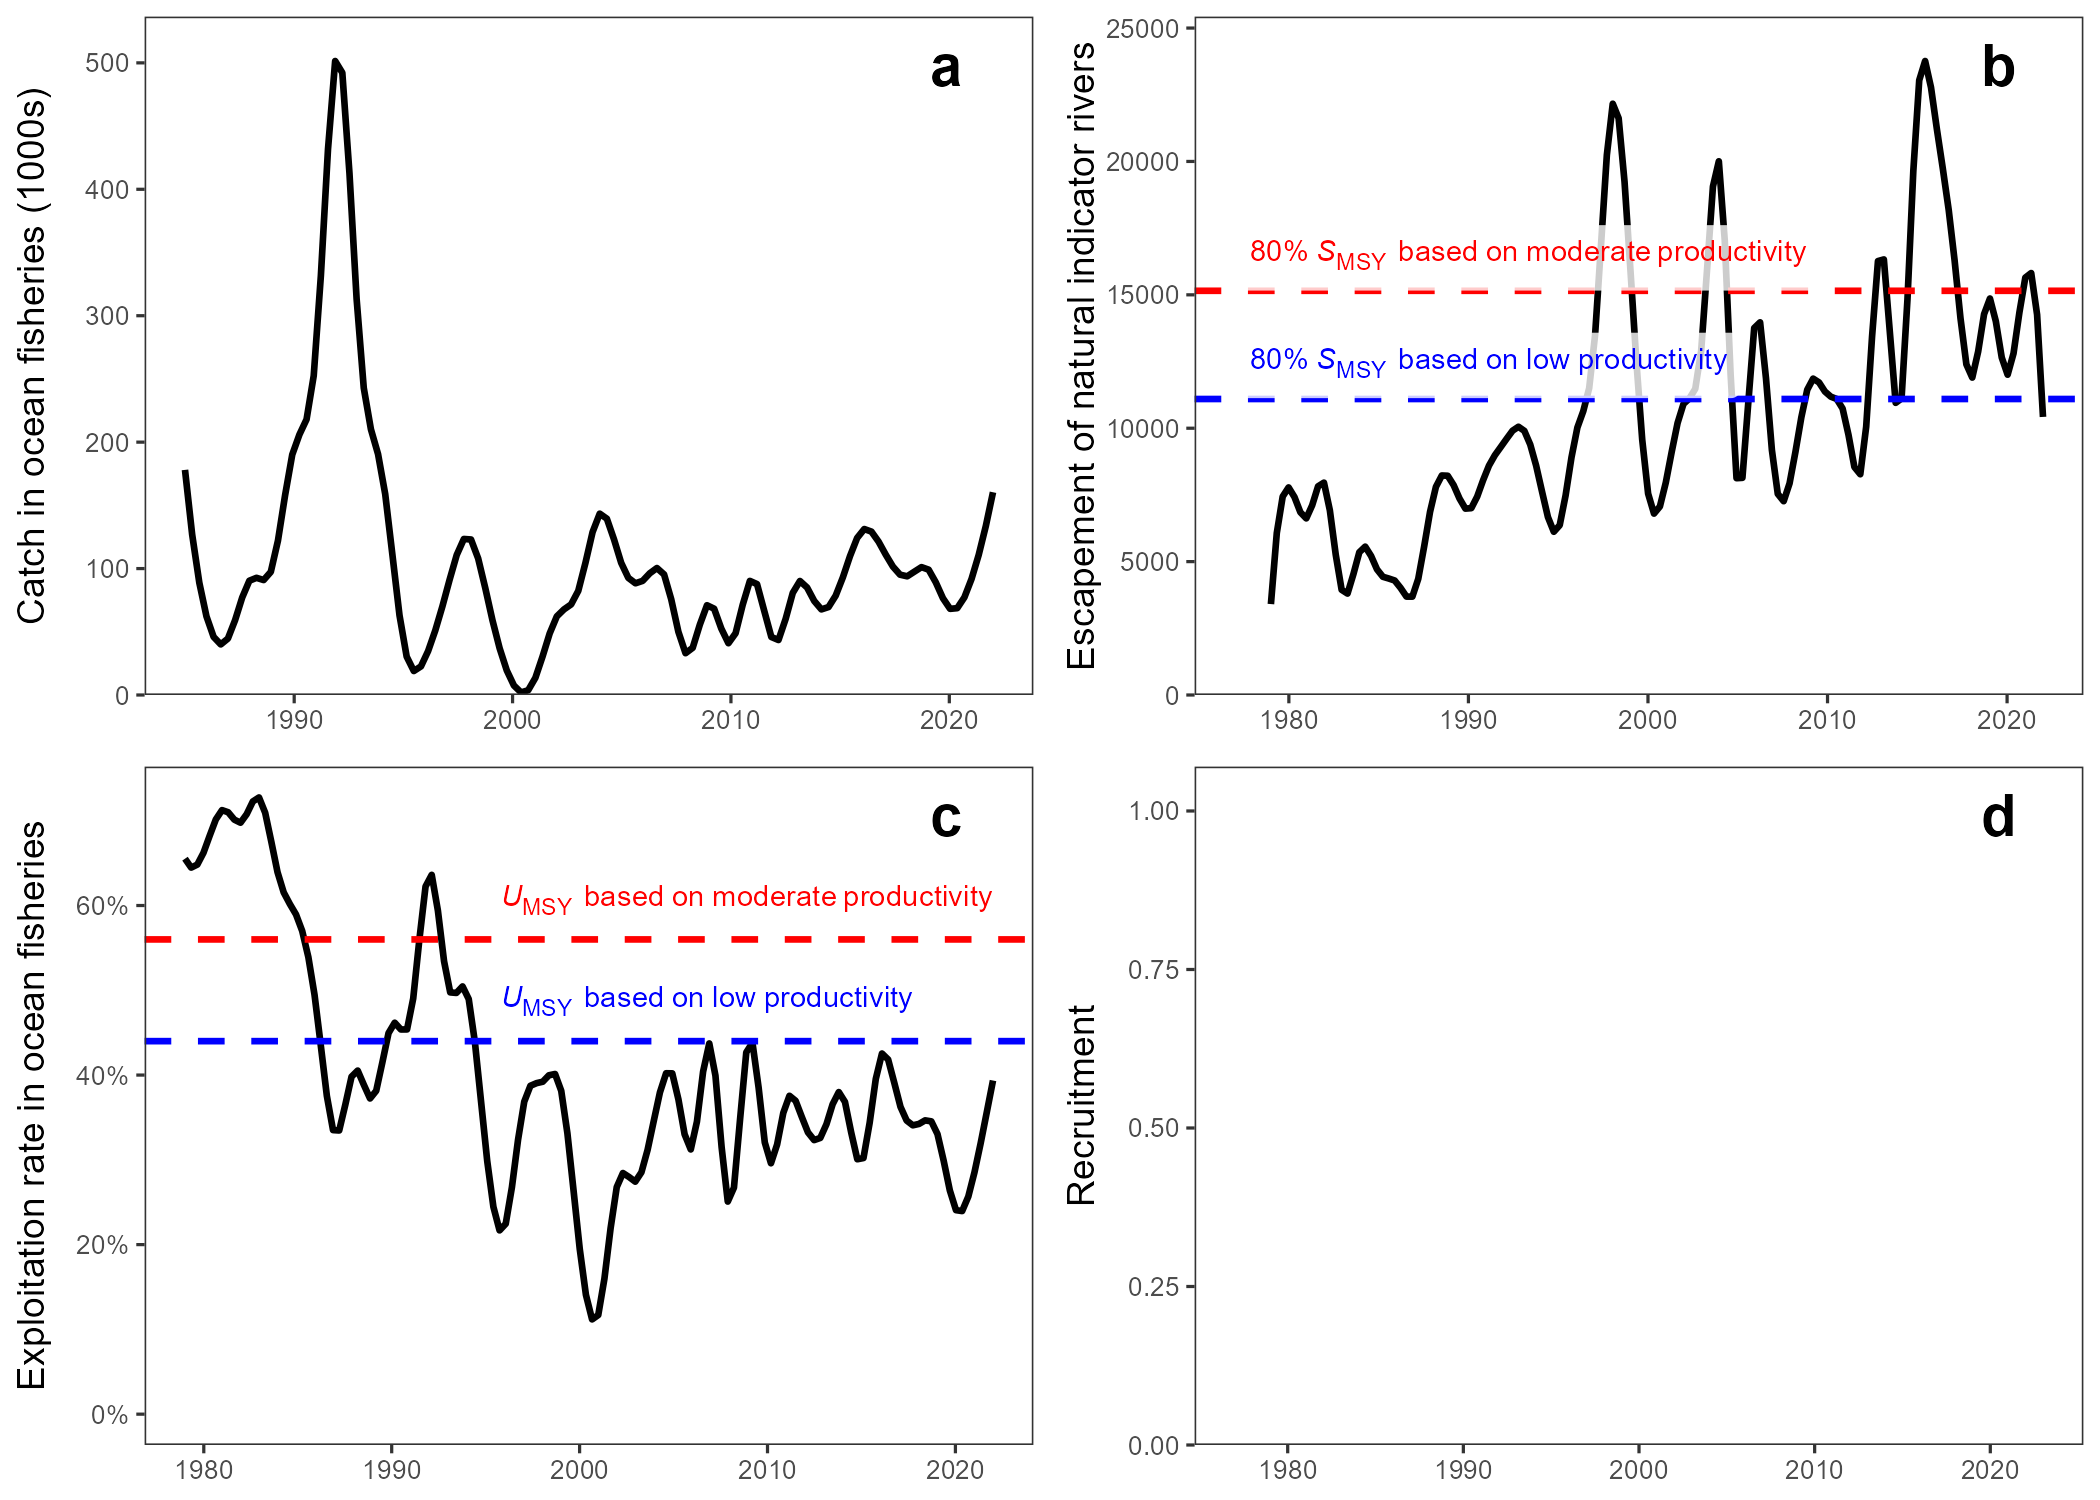 a
Catch in ocean fisheries (1000s)
500
400
300
200
100
0
1990 2000 2010 2020
b
Escapement of natural indicator rivers
25000
20000
15000
10000
5000
0
80% SMSY based on moderate productivity
80% SMSY based on low productivity
1980 1990 2000 2010 2020
c
Exploitation rate in ocean fisheries
60%
40%
20%
0%
UMSY based on moderate productivity
UMSY based on low productivity
1980 1990 2000 2010 2020
d
Recruitment
1.00
0.75
0.50
0.25
0.00
1980 1990 2000 2010 2020